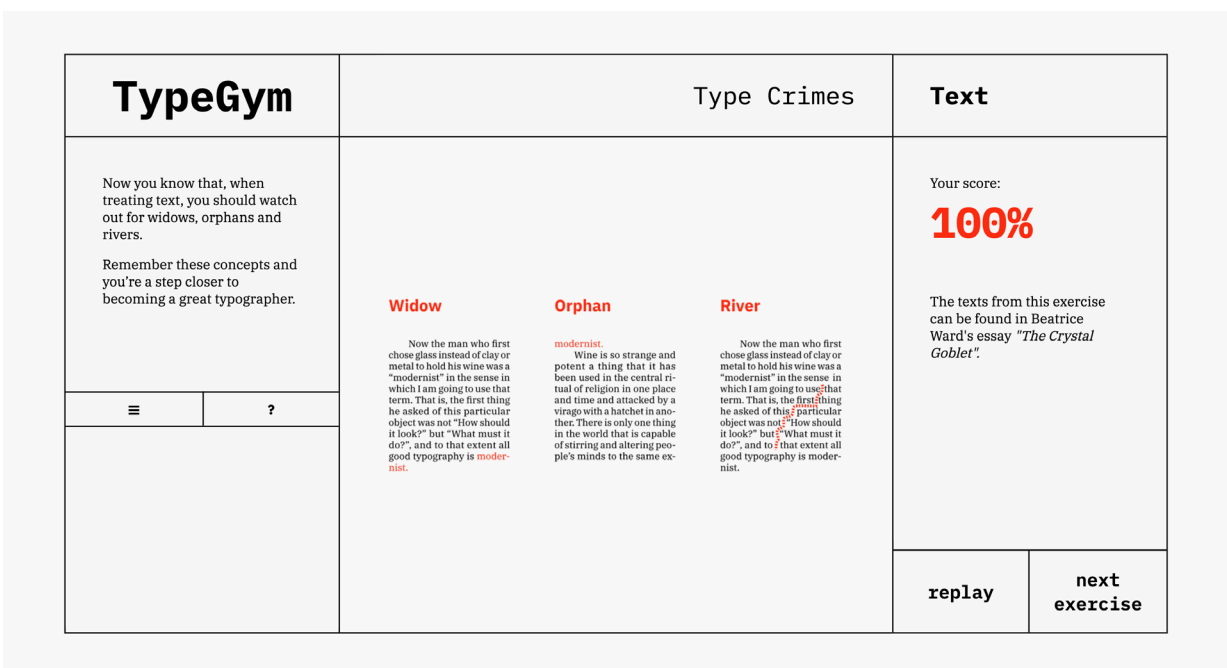 TypeGym
Type Crimes
Text
Now you know that, when
treating text, you should watch
out for widows, orphans and
rivers.
Remember these concepts and
you're a step closer to
becoming a great typographer.
☰
?
Widow
Now the man who first
chose glass instead of clay or
metal to hold his wine was a
“modernist” in the sense in
which I am going to use that
term. That is, the first thing
he asked of this particular
object was not “How should
it look?” but “What must it
do?”, and to that extent all
good typography is moder-
nist.
Orphan
modernist.
Wine is so strange and
potent a thing that it has
been used in the central ri-
tual of religion in one place
and time and attacked by a
virago with a hatchet in ano-
ther. There is only one thing
in the world that is capable
of stirring and altering peo-
ple’s minds to the same ex-
River
Now the man who first
chose glass instead of clay or
metal to hold his wine was a
“modernist” in the sense in
which I am going to use that
term. That is, the first thing
he asked of this particular
object was not “How should
it look?” but “What must it
do?”, and to that extent all
good typography is moder-
nist.
Your score:
100%
The texts from this exercise
can be found in Beatrice
Ward's essay "The Crystal
Goblet".
replay
next
exercise